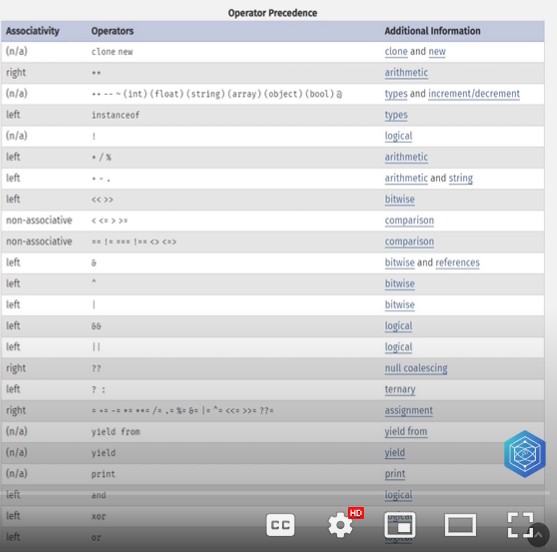 Operator Precedence
Associativity Operators Additional Information
(n/a) clone new clone and new
right ** arithmetic
(n/a) ++ -- ~ (int) (float) (string) (array) (object) (bool) @ types and increment/decrement
left instanceof types
(n/a) ! logical
left * / % arithmetic
left + - . arithmetic and string
left << >> bitwise
non-associative < <= > >= comparison
non-associative == != === !== <> <=> comparison
left & bitwise and references
left ^ bitwise
left | bitwise
left && logical
left || logical
right ?? null coalescing
left ? : ternary
right = += -= *= **= /= .= %= &= |= ^= <<= >>= ??= assignment
(n/a) yield from yield from
(n/a) yield yield
(n/a) print print
left and logical
left xor logical
left or logical
CC HD